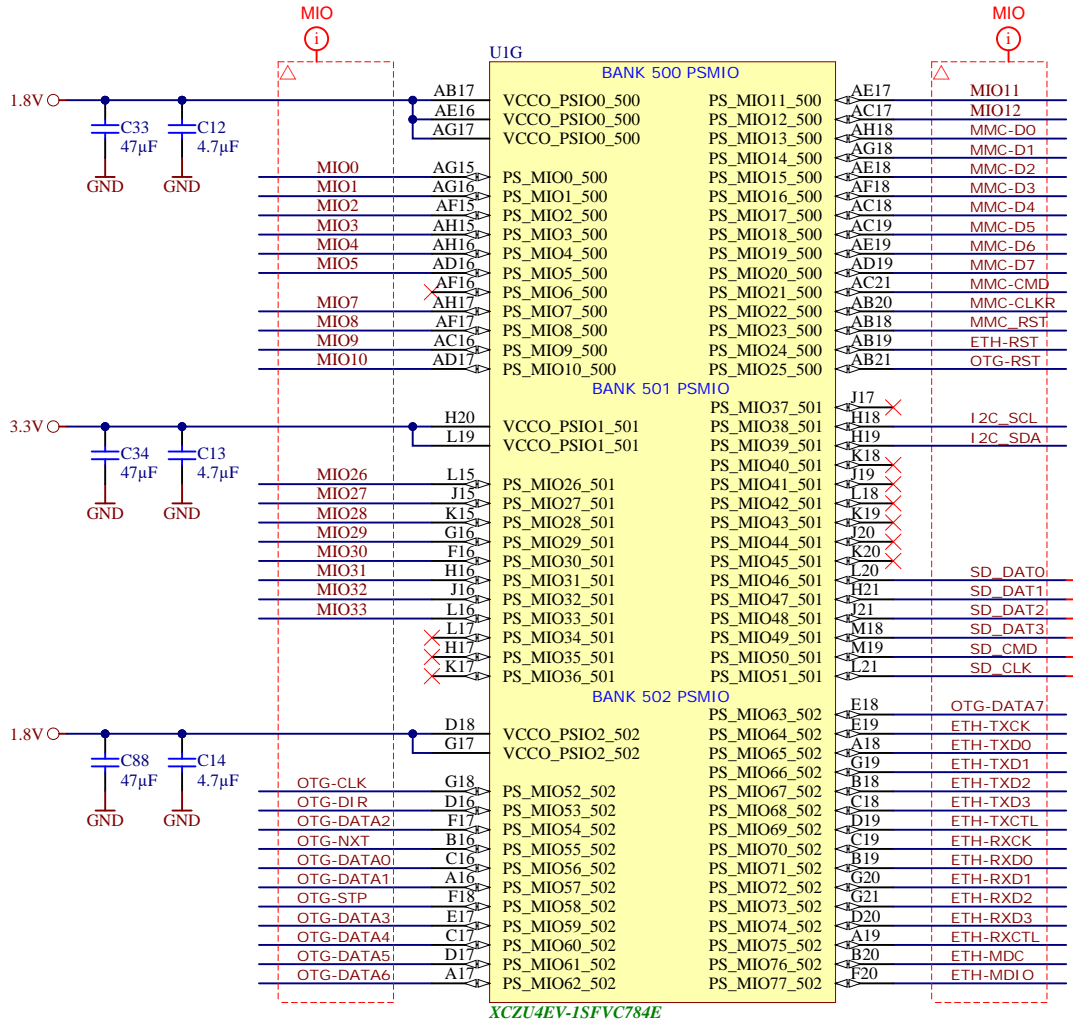 MIO
i
MIO
i
U1G
BANK 500 PSMIO
1.8V
AB17 VCCO_PSIO0_500 PS_MIO11_500 AE17 MIO11
AE16 VCCO_PSIO0_500 PS_MIO12_500 AC17 MIO12
C33 C12 AG17 VCCO_PSIO0_500 PS_MIO13_500 AH18 MMC-D0
47µF 4.7µF PS_MIO14_500 AG18 MMC-D1
GND GND
MIO0 AG15 PS_MIO0_500 PS_MIO15_500 AE18 MMC-D2
MIO1 AG16 PS_MIO1_500 PS_MIO16_500 AF18 MMC-D3
MIO2 AF15 PS_MIO2_500 PS_MIO17_500 AC18 MMC-D4
MIO3 AH15 PS_MIO3_500 PS_MIO18_500 AC19 MMC-D5
MIO4 AH16 PS_MIO4_500 PS_MIO19_500 AE19 MMC-D6
MIO5 AD16 PS_MIO5_500 PS_MIO20_500 AD19 MMC-D7
AF16 PS_MIO6_500 PS_MIO21_500 AC21 MMC-CMD
MIO7 AH17 PS_MIO7_500 PS_MIO22_500 AB20 MMC-CLKR
MIO8 AF17 PS_MIO8_500 PS_MIO23_500 AB18 MMC_RST
MIO9 AC16 PS_MIO9_500 PS_MIO24_500 AB19 ETH-RST
MIO10 AD17 PS_MIO10_500 PS_MIO25_500 AB21 OTG-RST
BANK 501 PSMIO
PS_MIO37_501 J17
3.3V H20 VCCO_PSIO1_501 PS_MIO38_501 H18 I2C_SCL
L19 VCCO_PSIO1_501 PS_MIO39_501 H19 I2C_SDA
C34 C13 PS_MIO40_501 K18
47µF 4.7µF
MIO26 L15 PS_MIO26_501 PS_MIO41_501 J19
MIO27 J15 PS_MIO27_501 PS_MIO42_501 L18
GND GND MIO28 K15 PS_MIO28_501 PS_MIO43_501 K19
MIO29 G16 PS_MIO29_501 PS_MIO44_501 J20
MIO30 F16 PS_MIO30_501 PS_MIO45_501 K20
MIO31 H16 PS_MIO31_501 PS_MIO46_501 L20 SD_DAT0
MIO32 J16 PS_MIO32_501 PS_MIO47_501 H21 SD_DAT1
MIO33 L16 PS_MIO33_501 PS_MIO48_501 J21 SD_DAT2
L17 PS_MIO34_501 PS_MIO49_501 M18 SD_DAT3
H17 PS_MIO35_501 PS_MIO50_501 M19 SD_CMD
K17 PS_MIO36_501 PS_MIO51_501 L21 SD_CLK
BANK 502 PSMIO
PS_MIO63_502 E18 OTG-DATA7
1.8V D18 VCCO_PSIO2_502 PS_MIO64_502 E19 ETH-TXCK
G17 VCCO_PSIO2_502 PS_MIO65_502 A18 ETH-TXD0
C88 C14 PS_MIO66_502 G19 ETH-TXD1
47µF 4.7µF
OTG-CLK G18 PS_MIO52_502 PS_MIO67_502 B18 ETH-TXD2
OTG-DIR D16 PS_MIO53_502 PS_MIO68_502 C18 ETH-TXD3
GND GND OTG-DATA2 F17 PS_MIO54_502 PS_MIO69_502 D19 ETH-TXCTL
OTG-NXT B16 PS_MIO55_502 PS_MIO70_502 C19 ETH-RXCK
OTG-DATA0 C16 PS_MIO56_502 PS_MIO71_502 B19 ETH-RXD0
OTG-DATA1 A16 PS_MIO57_502 PS_MIO72_502 G20 ETH-RXD1
OTG-STP F18 PS_MIO58_502 PS_MIO73_502 G21 ETH-RXD2
OTG-DATA3 E17 PS_MIO59_502 PS_MIO74_502 D20 ETH-RXD3
OTG-DATA4 C17 PS_MIO60_502 PS_MIO75_502 A19 ETH-RXCTL
OTG-DATA5 D17 PS_MIO61_502 PS_MIO76_502 B20 ETH-MDC
OTG-DATA6 A17 PS_MIO62_502 PS_MIO77_502 F20 ETH-MDIO
XCZU4EV-1SFVC784E